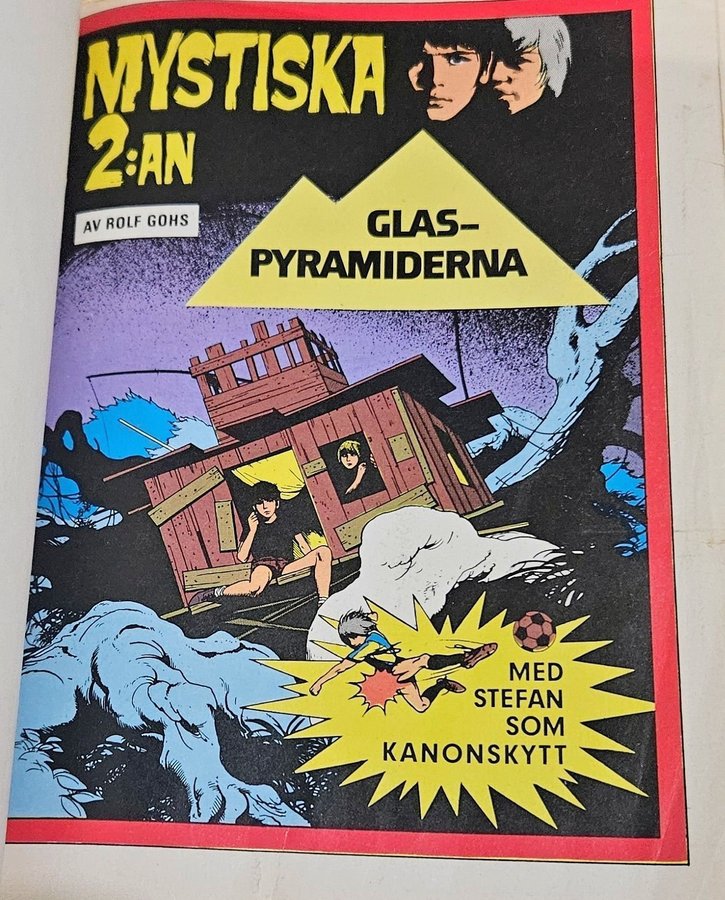 MYSTISKA
2:AN
AV ROLF GOHS
GLAS-
PYRAMIDERNA
MED
STEFAN
SOM
KANONSKYTT